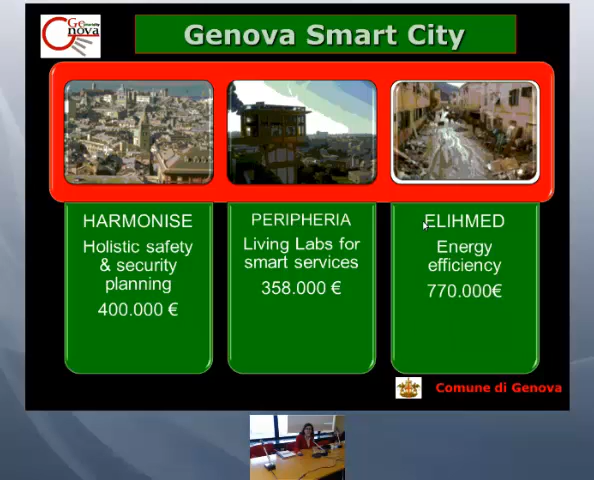 Genova
Genova Smart City
HARMONISE
Holistic safety
& security
planning
400.000 €
PERIPHERIA
Living Labs for
smart services
358.000 €
ELIHMED
Energy
efficiency
770.000€
Comune di Genova